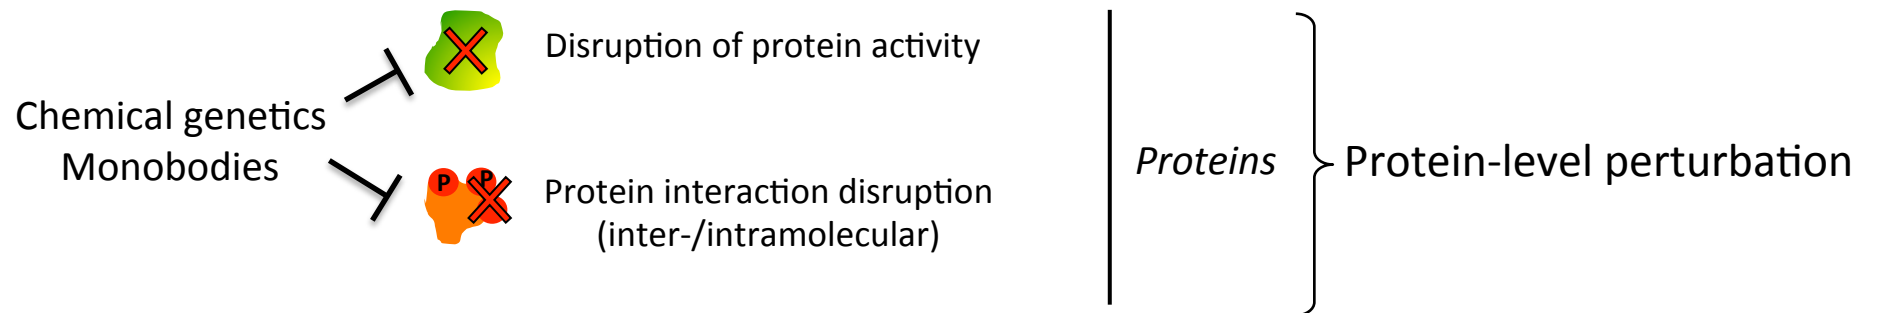 Chemical genetics
Monobodies
Disruption of protein activity
P P
Protein interaction disruption
(inter-/intramolecular)
Proteins
Protein-level perturbation